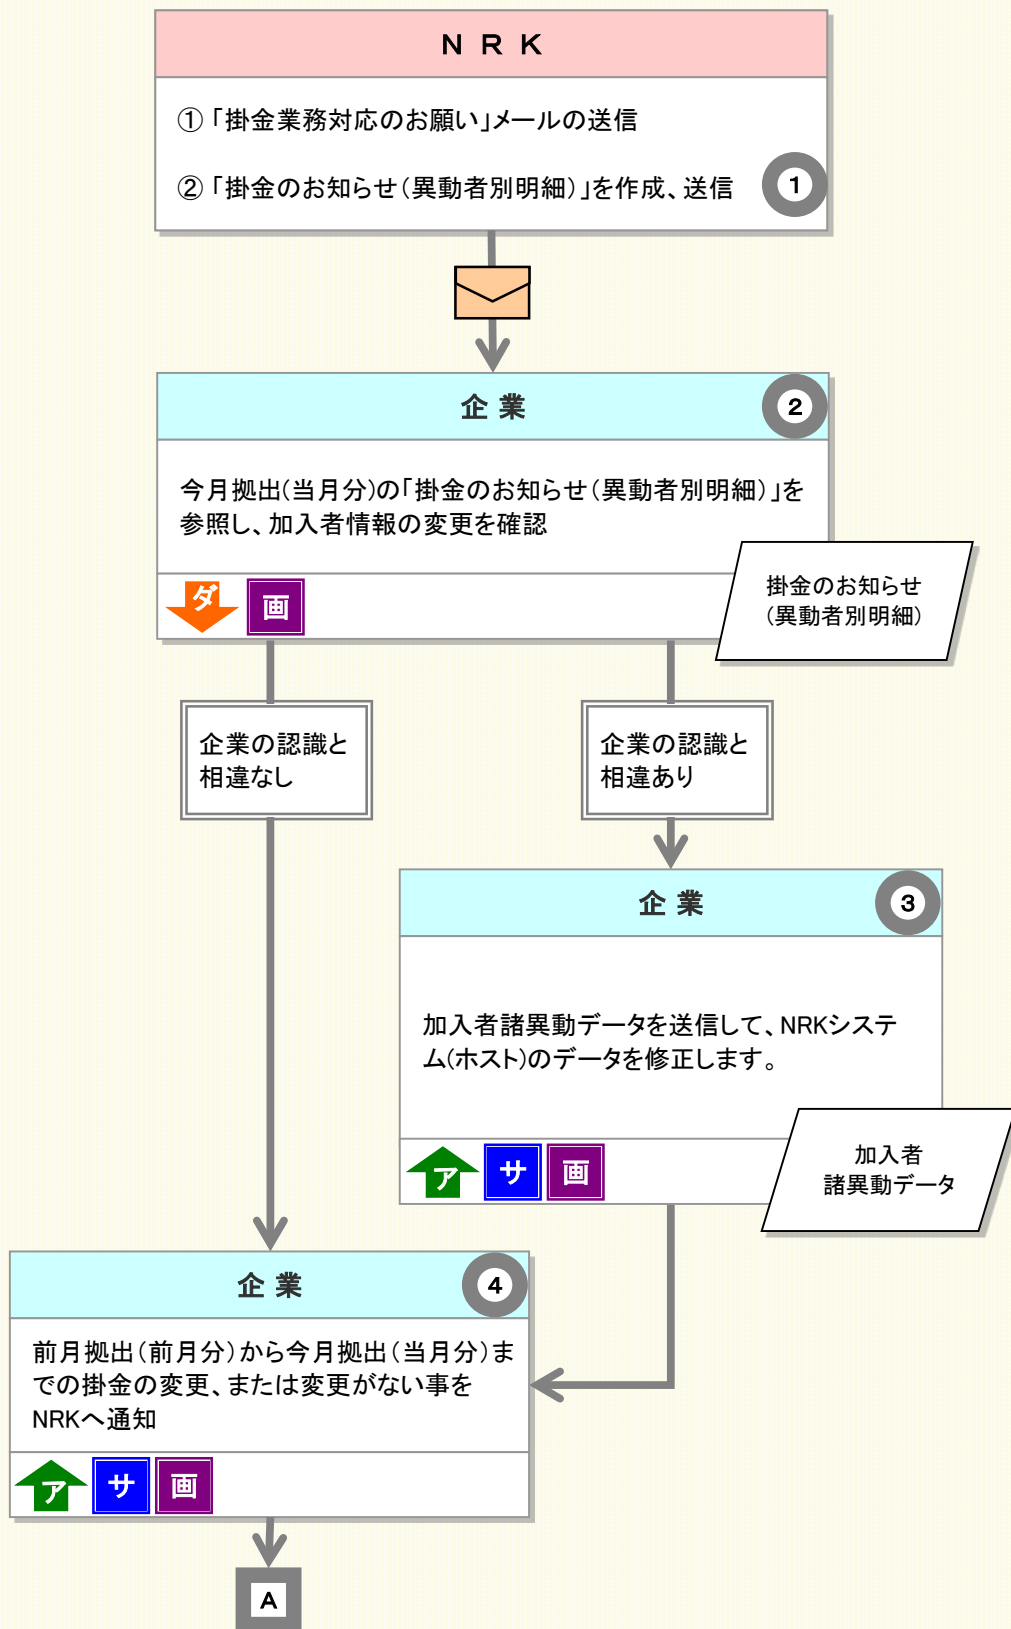 ＮＲＫ
①「掛金業務対応のお願い」メールの送信
②「掛金のお知らせ（異動者別明細）」を作成、送信
1
企業
2
今月拠出(当月分)の「掛金のお知らせ（異動者別明細）」を
参照し、加入者情報の変更を確認
掛金のお知らせ
（異動者別明細）
ダ
画
企業の認識と
相違なし
企業の認識と
相違あり
企業
3
加入者諸異動データを送信して、NRKシステ
ム(ホスト)のデータを修正します。
加入者
諸異動データ
ア
サ
画
企業
4
前月拠出（前月分）から今月拠出（当月分）ま
での掛金の変更、または変更がない事を
NRKへ通知
ア
サ
画
A